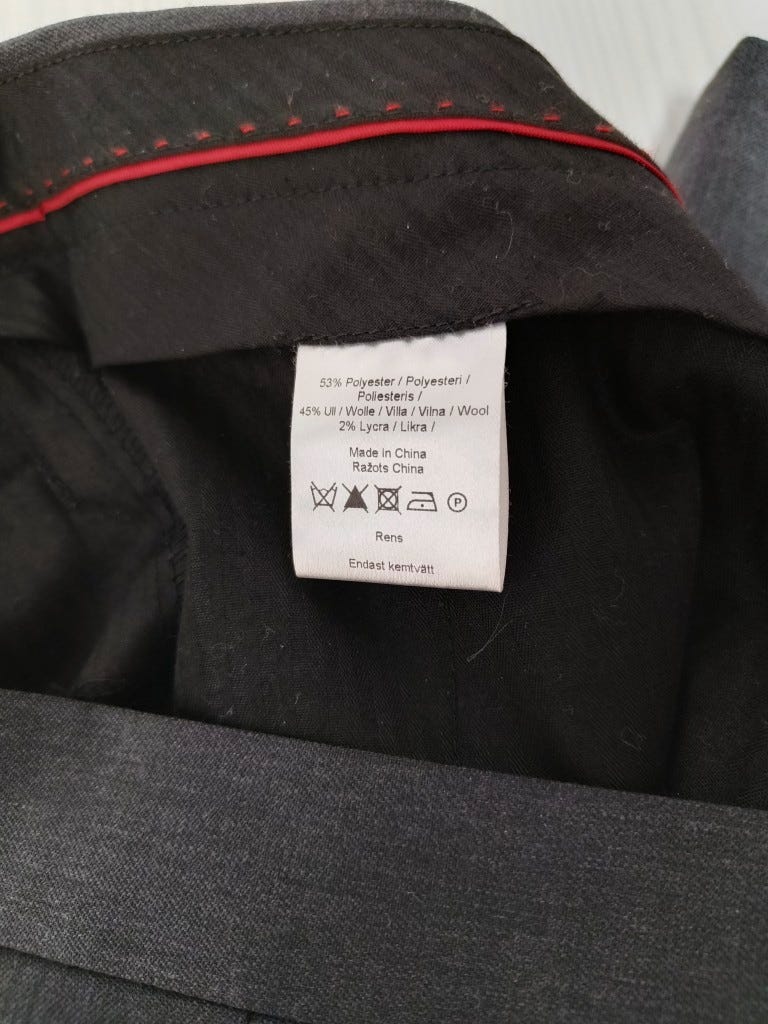 53% Polyester / Polyesteri /
Poliesteris /
45% Ull / Wolle / Villa / Vilna / Wool
2% Lycra / Likra /
Made in China
Ražots China
P
Rens
Endast kemtvätt